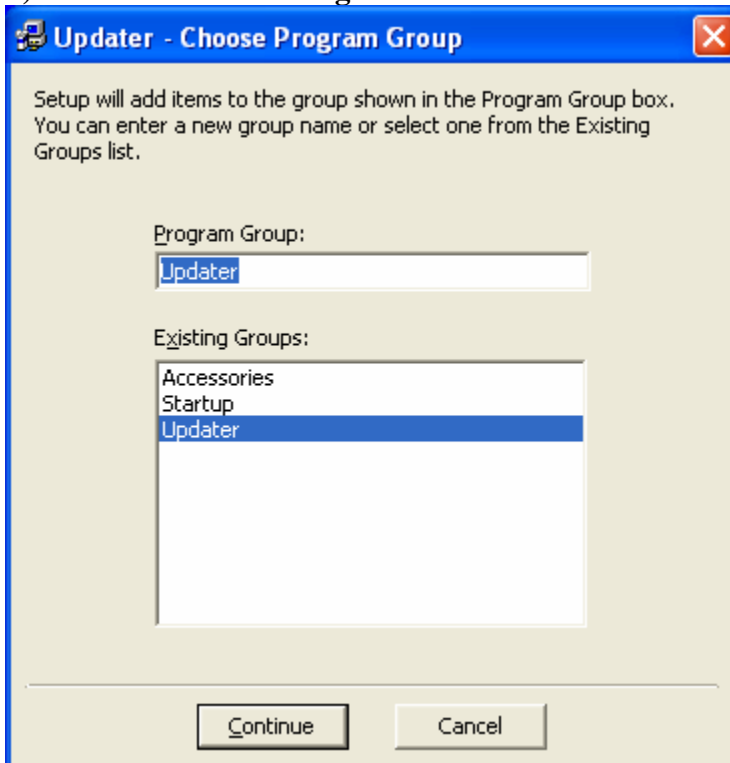 Updater - Choose Program Group
Setup will add items to the group shown in the Program Group box.
You can enter a new group name or select one from the Existing
Groups list.
Program Group:
Updater
Existing Groups:
Accessories
Startup
Updater
Continue
Cancel